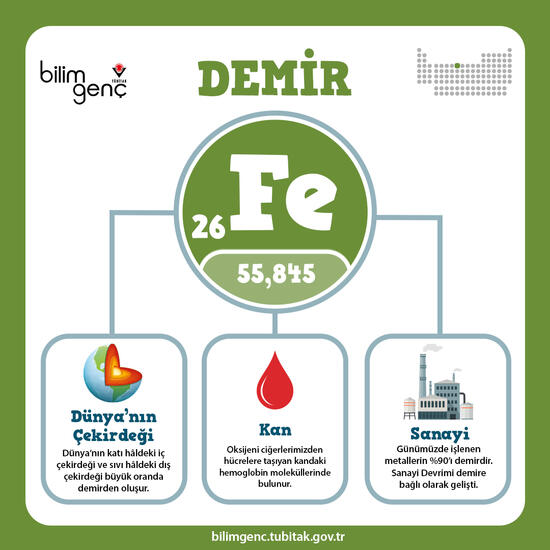 bilim
genç
TÜBİTAK
DEMİR
Fe
26
55,845
Dünya'nın
Çekirdeği
Dünya'nın katı hâldeki iç
çekirdeği ve sıvı hâldeki dış
çekirdeği büyük oranda
demirden oluşur.
Kan
Oksijeni ciğerlerimizden
hücrelere taşıyan kandaki
hemoglobin moleküllerinde
bulunur.
Sanayi
Günümüzde işlenen
metallerin %90'ı demirdir.
Sanayi Devrimi demire
bağlı olarak gelişti.
bilimgenc.tubitak.gov.tr